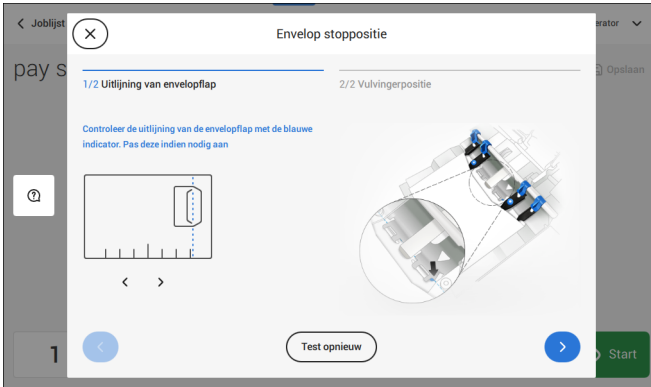 Joblijst
Envelop stoppositie
erator
pay s
Opslaan
1/2 Uitlijning van envelopflap
2/2 Vulvingerpositie
Controleer de uitlijning van de envelopflap met de blauwe
indicator. Pas deze indien nodig aan
1
Test opnieuw
Start